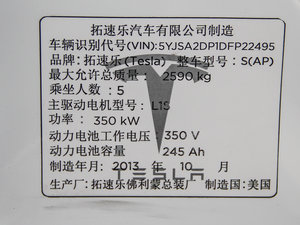 拓速乐汽车有限公司制造
车辆识别代号(VIN):5YJSA2DP1DFP22495
品牌：拓速乐(Tesla) 整车型号：S(AP)
最大允许总质量： 2590 kg
乘坐人数：5
主驱动电机型号：L1S
功率：350 kW
动力电池工作电压：350 V
动力电池容量 245 Ah
制造年月：2013 年 10 月
TESLA
生产厂：拓速乐佛利蒙总装厂 制造国：美国